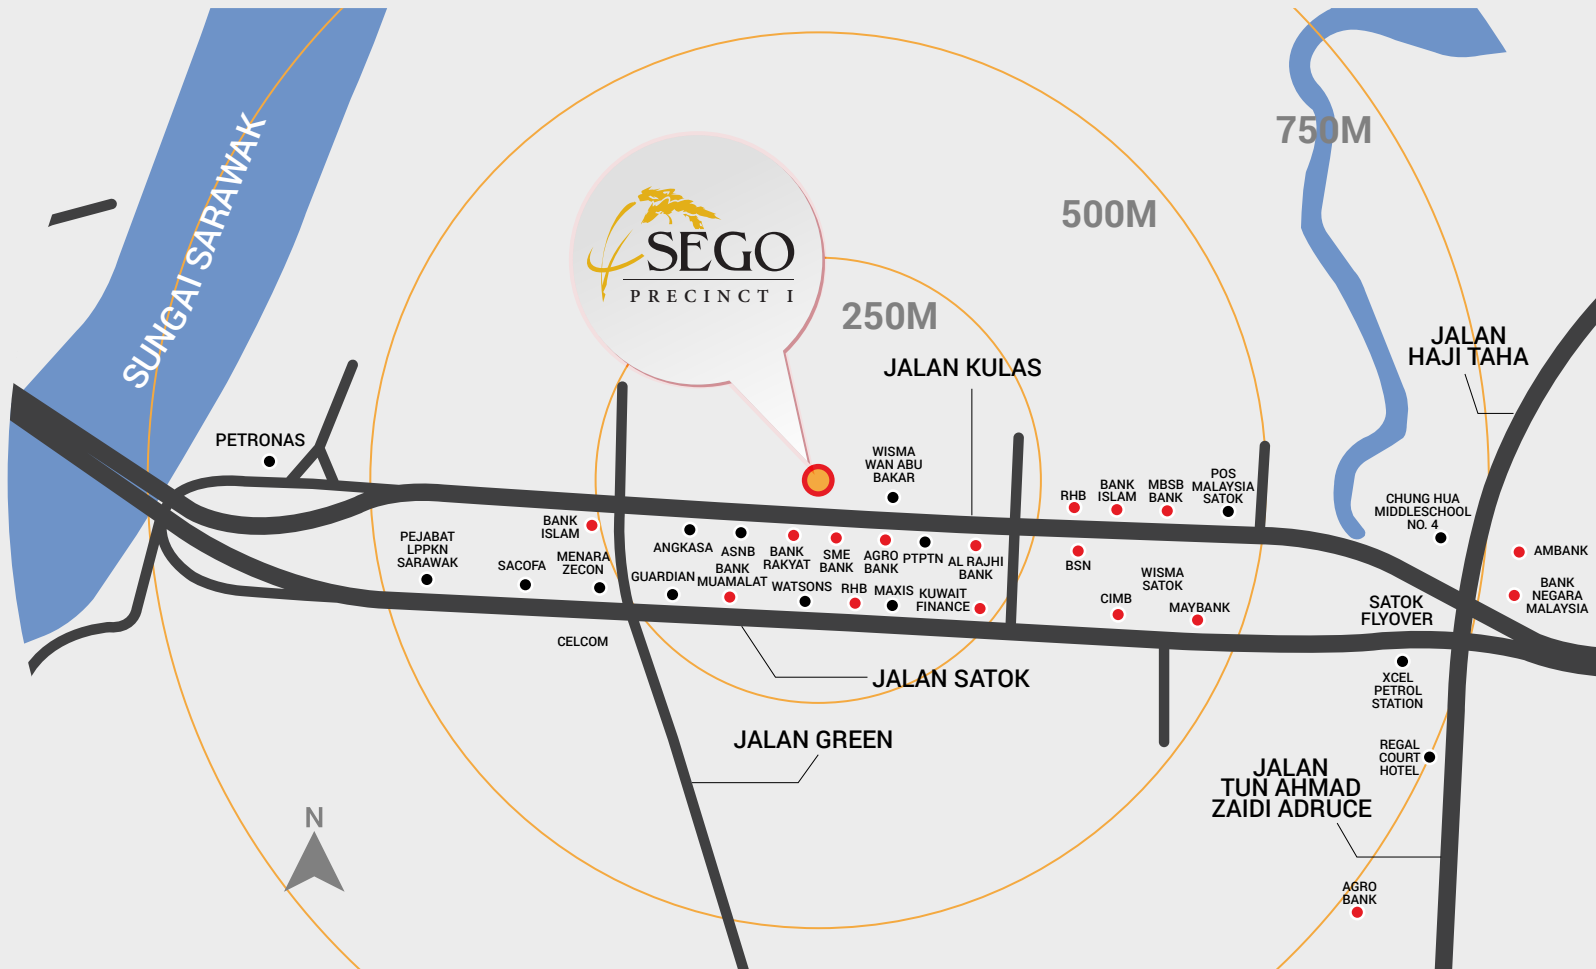 750M
SUNGAI SARAWAK
500M
SEGO
PRECINCT I
250M
JALAN
HAJI TAHA
JALAN KULAS
PETRONAS
WISMA
WAN ABU
BAKAR
RHB
BANK
ISLAM
MBSB
BANK
POS
MALAYSIA
SATOK
CHUNG HUA
MIDDLESCHOOL
NO. 4
BANK
ISLAM
PEJABAT
LPPKN
SARAWAK
SACOFA
MENARA
ZECON
ANGKASA
ASNB
BANK
RAKYAT
SME
BANK
AGRO
BANK
PTPTN
AL RAJHI
BANK
BSN
AMBANK
GUARDIAN
BANK
MUAMALAT
WATSONS
RHB
MAXIS
KUWAIT
FINANCE
WISMA
SATOK
CIMB
MAYBANK
BANK
NEGARA
MALAYSIA
SATOK
FLYOVER
CELCOM
JALAN SATOK
XCEL
PETROL
STATION
JALAN GREEN
REGAL
COURT
HOTEL
JALAN
TUN AHMAD
ZAIDI ADRUCE
N
AGRO
BANK